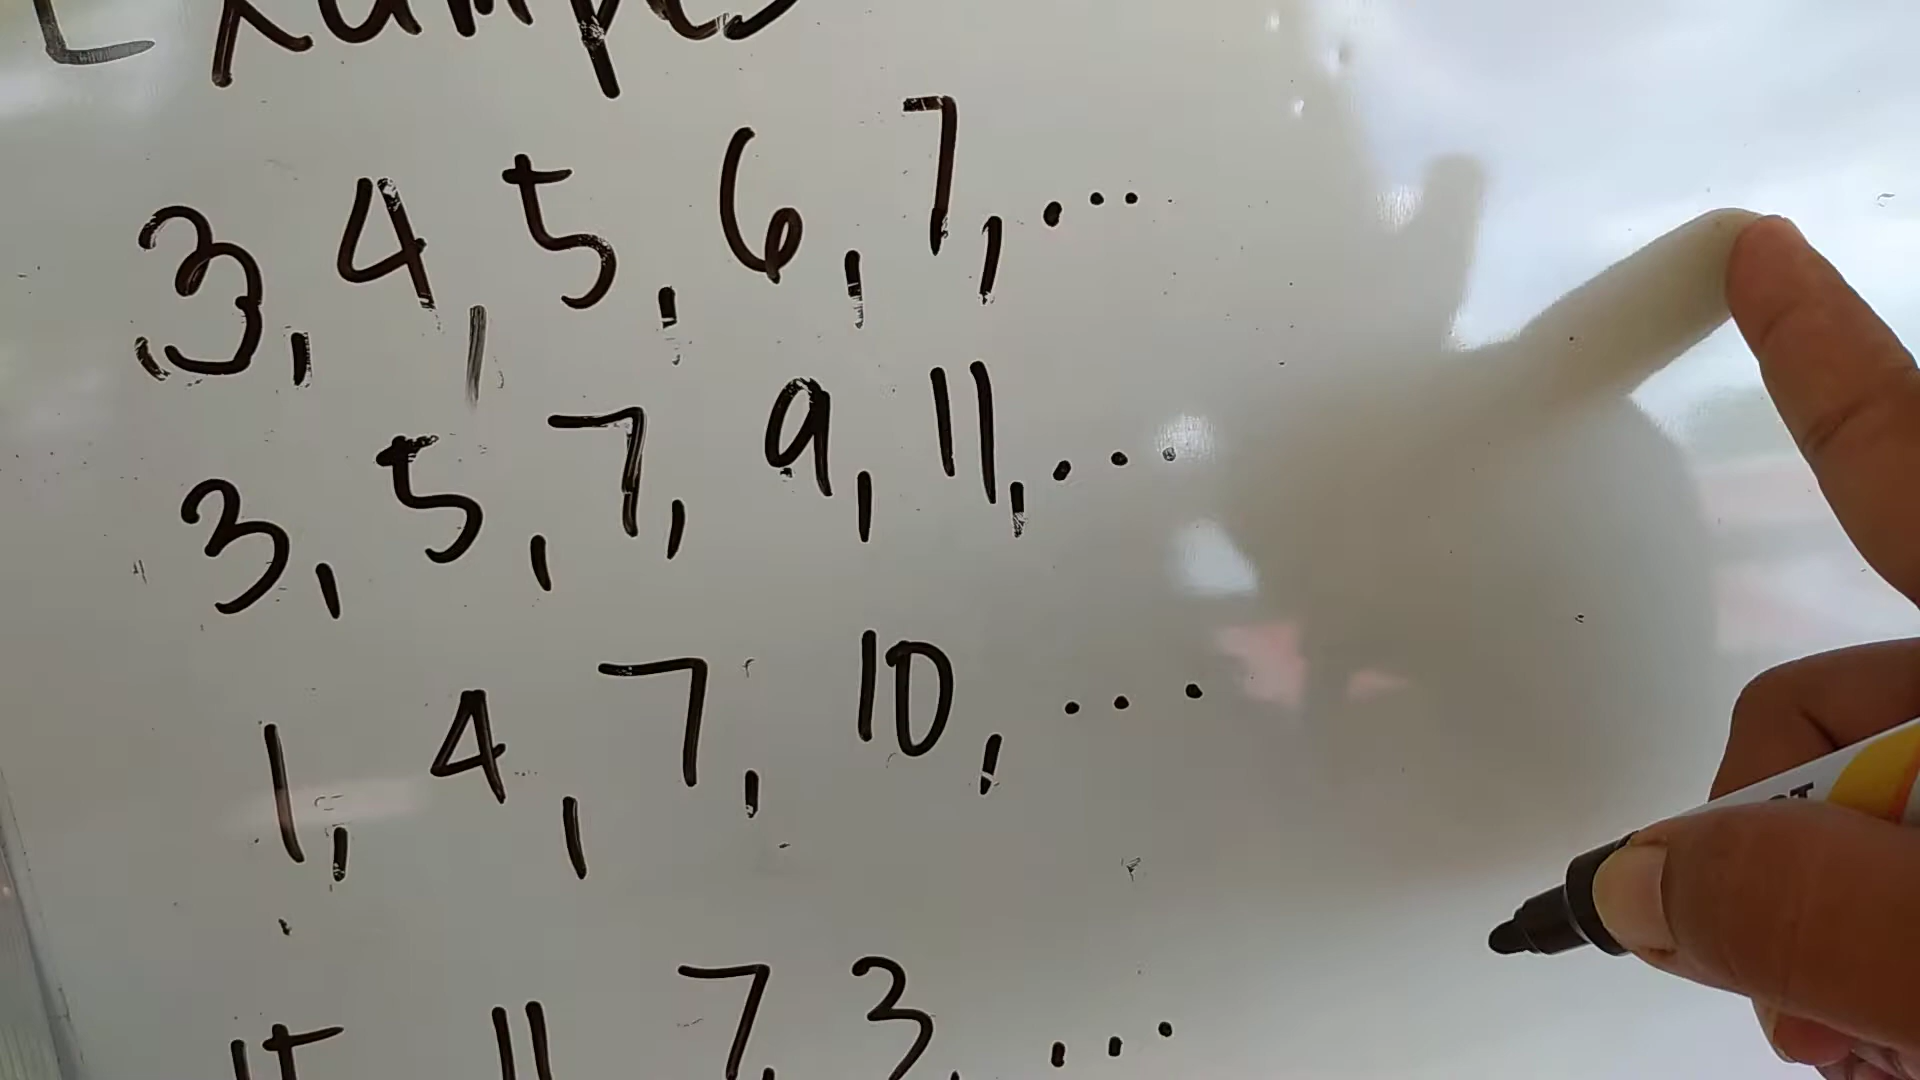 Examples
3, 4, 5, 6, 7, ...
3, 5, 7, 9, 11, ...
1, 4, 7, 10, ...
15, 11, 7, 3, ...